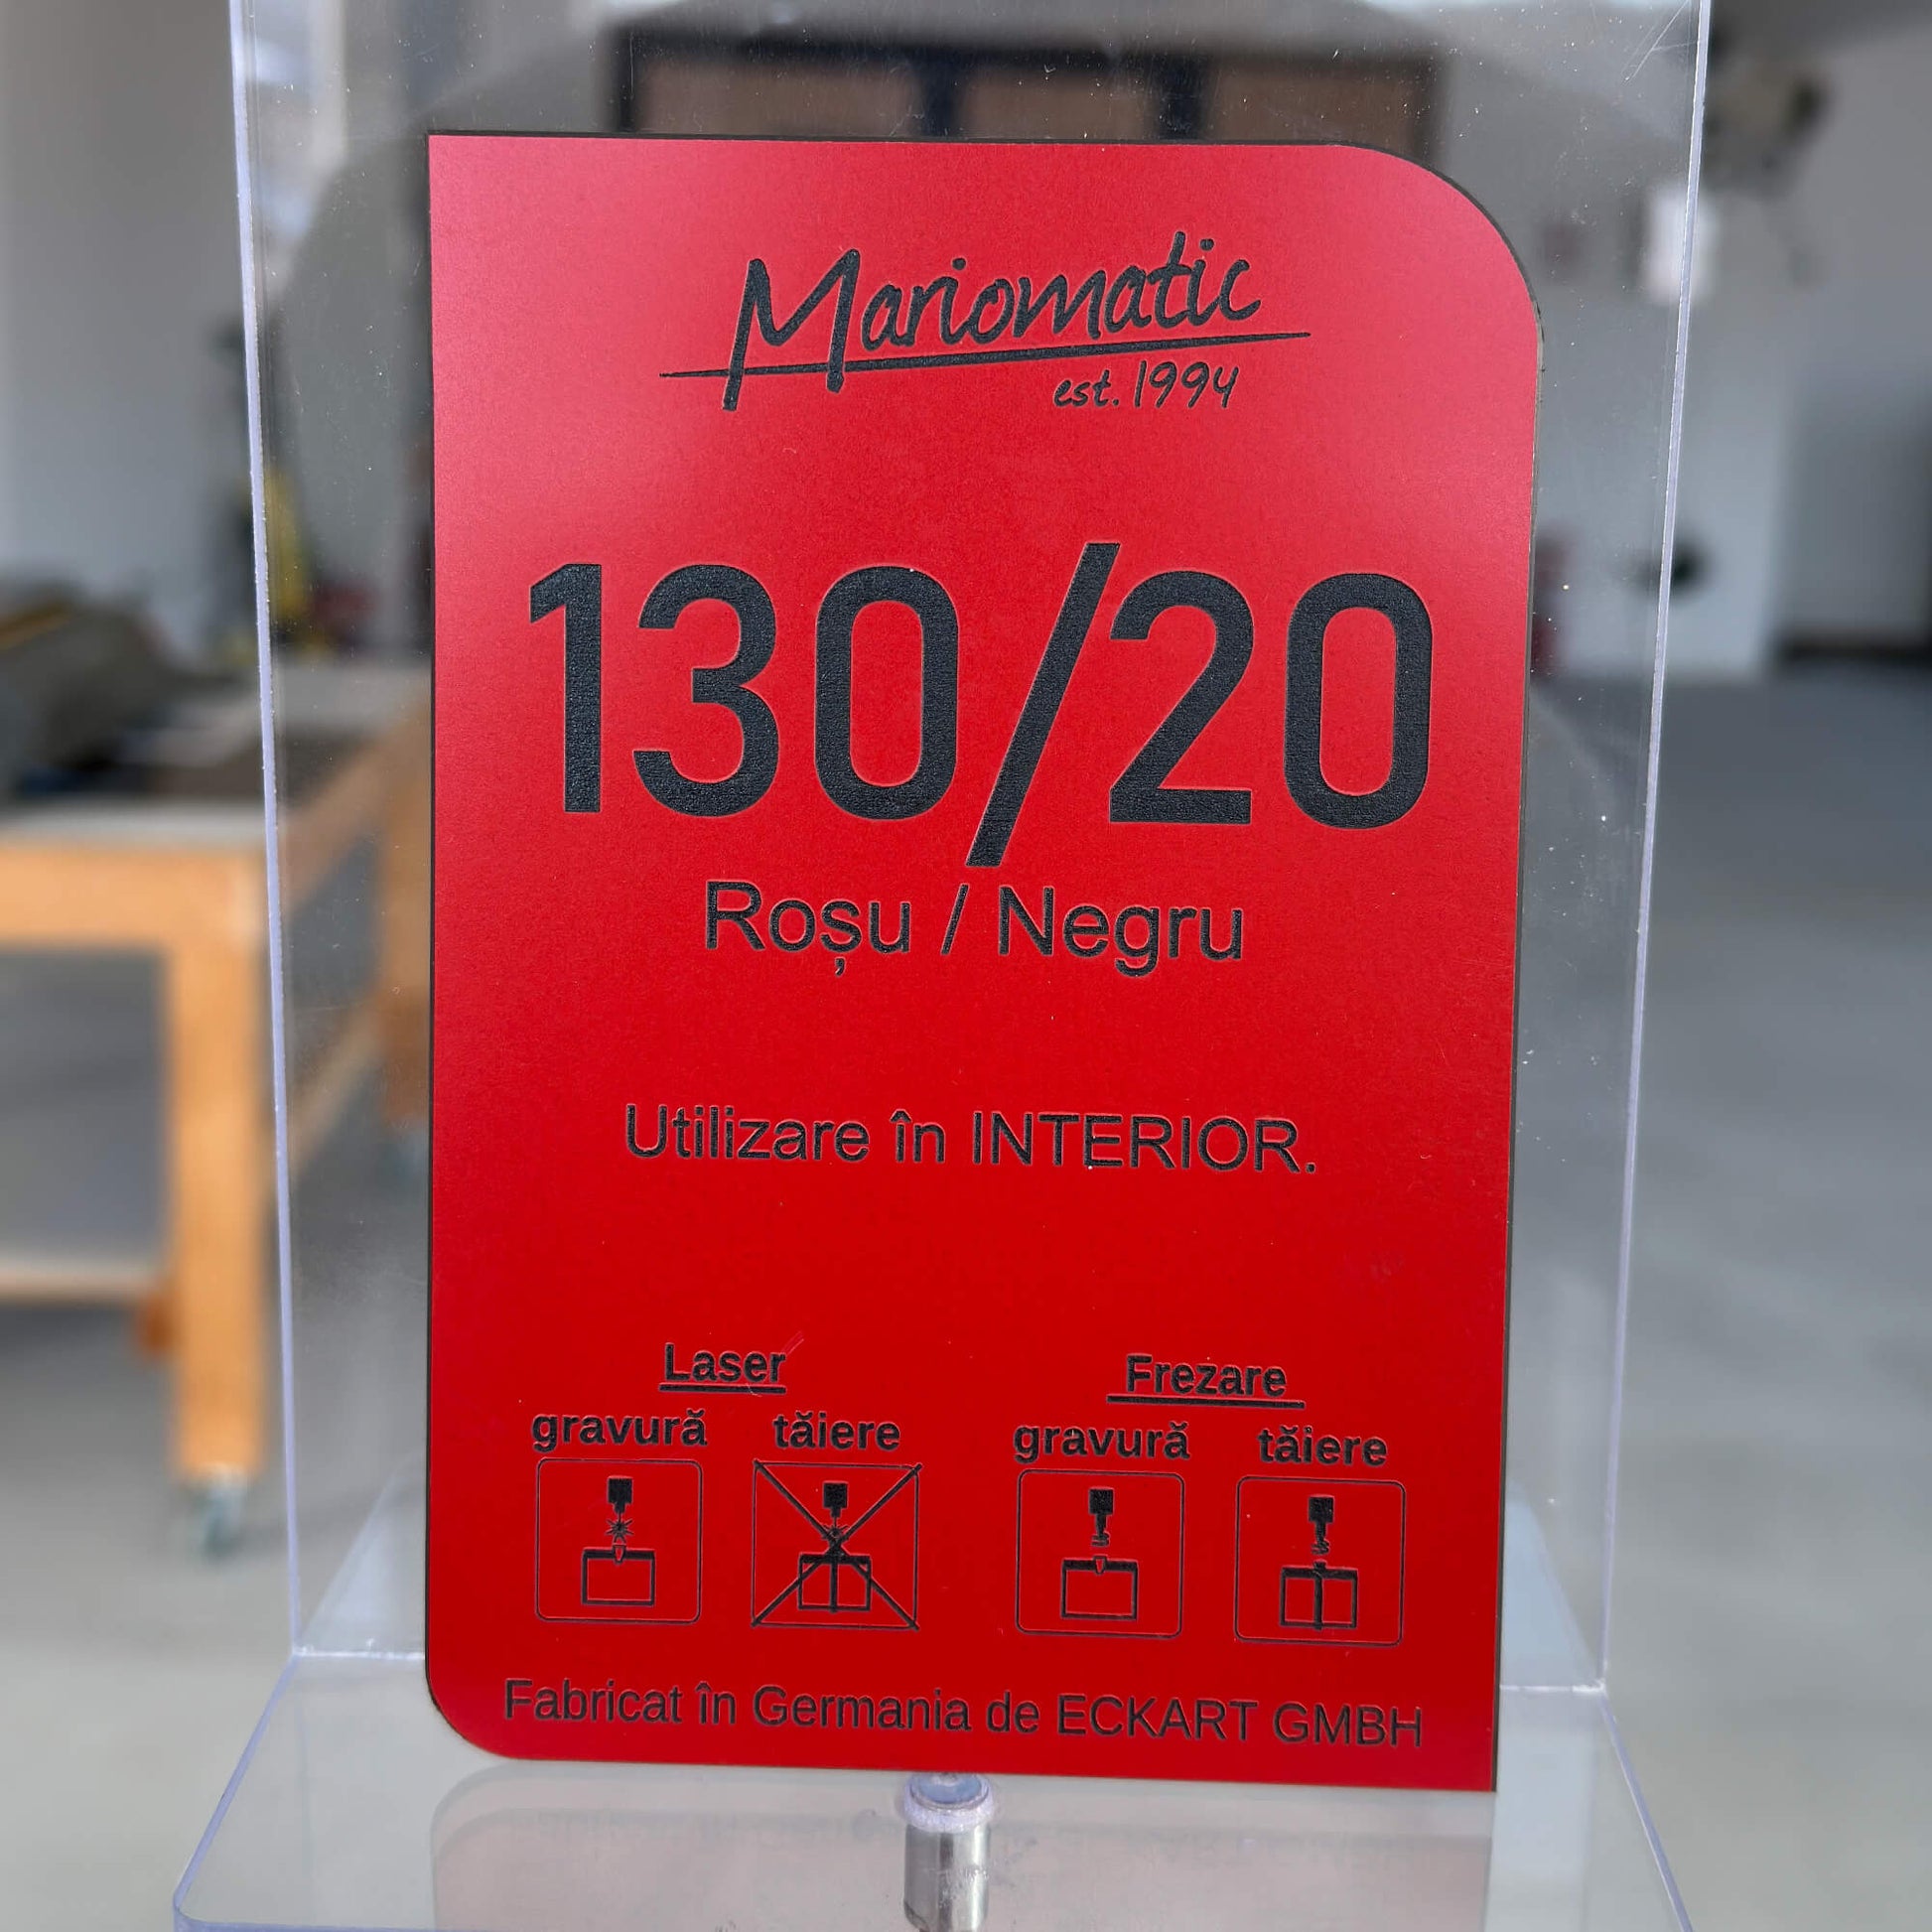 Mariomatic
est. 1994
130/20
Roșu / Negru
Utilizare în INTERIOR.
Laser Frezare
gravură tăiere gravură tăiere
Fabricat în Germania de ECKART GMBH